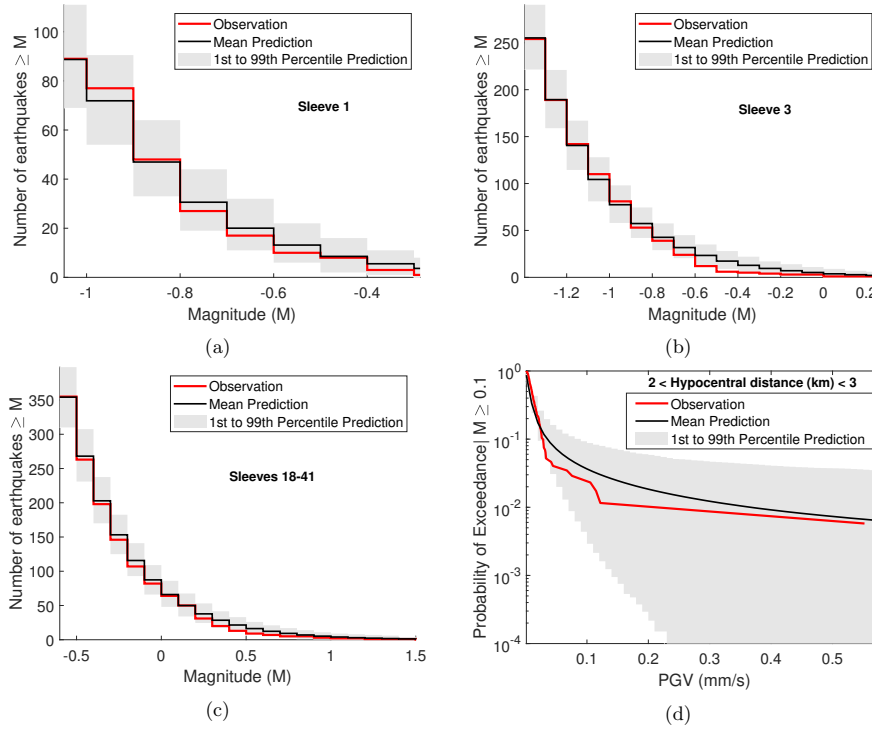 Number of earthquakes ≥ M
100
80
60
40
20
0
Observation
Mean Prediction
1st to 99th Percentile Prediction
Sleeve 1
-1
-0.8
-0.6
-0.4
Magnitude (M)
(a)
Number of earthquakes ≥ M
250
200
150
100
50
0
Observation
Mean Prediction
1st to 99th Percentile Prediction
Sleeve 3
-1.2
-1
-0.8
-0.6
-0.4
-0.2
0
0.2
Magnitude (M)
(b)
Number of earthquakes ≥ M
350
300
250
200
150
100
50
0
Observation
Mean Prediction
1st to 99th Percentile Prediction
Sleeves 18-41
-0.5
0
0.5
1
1.5
Magnitude (M)
(c)
Probability of Exceedance| M ≥ 0.1
10⁰
10⁻¹
10⁻²
10⁻³
10⁻⁴
2 < Hypocentral distance (km) < 3
Observation
Mean Prediction
1st to 99th Percentile Prediction
0.1
0.2
0.3
0.4
0.5
PGV (mm/s)
(d)